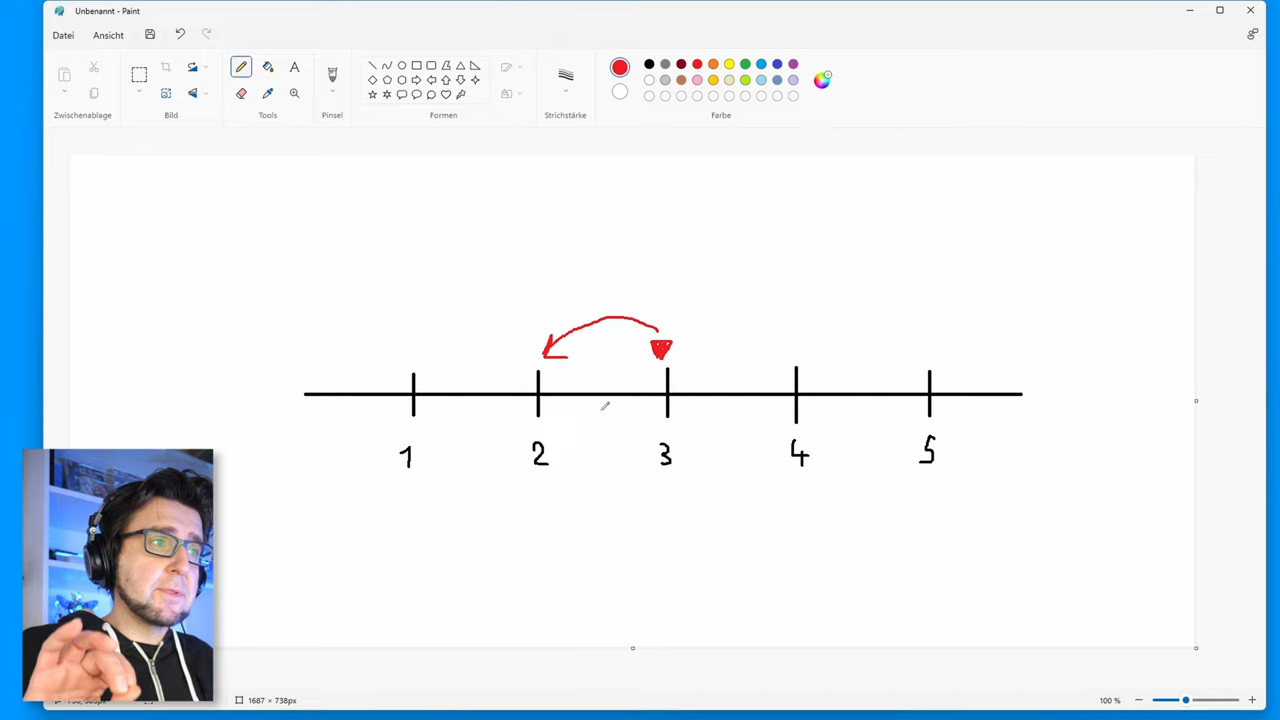 Unbenannt - Paint
Datei Ansicht
Zwischenablage Bild Tools Pinsel Formen Strichstärke Farbe
1 2 3 4 5
1687 × 738px 100 %